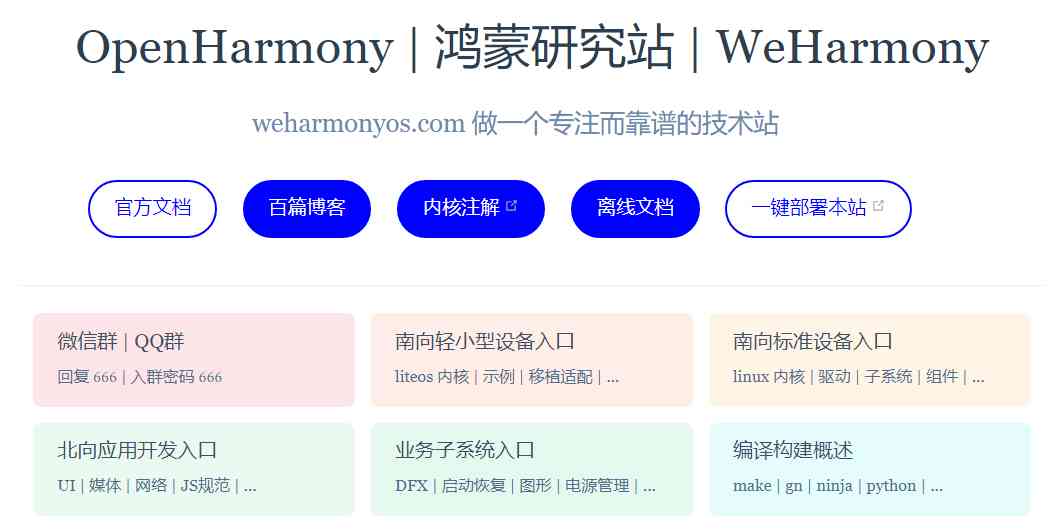 OpenHarmony | 鸿蒙研究站 | WeHarmony
weharmonyos.com 做一个专注而靠谱的技术站
官方文档 百篇博客 内核注解 离线文档 一键部署本站
微信群 | QQ群 南向轻小型设备入口 南向标准设备入口
回复 666 | 入群密码 666 liteos 内核 | 示例 | 移植适配 | ... linux 内核 | 驱动 | 子系统 | 组件 | ...
北向应用开发入口 业务子系统入口 编译构建概述
UI | 媒体 | 网络 | JS规范 | ... DFX | 启动恢复 | 图形 | 电源管理 | ... make | gn | ninja | python | ...